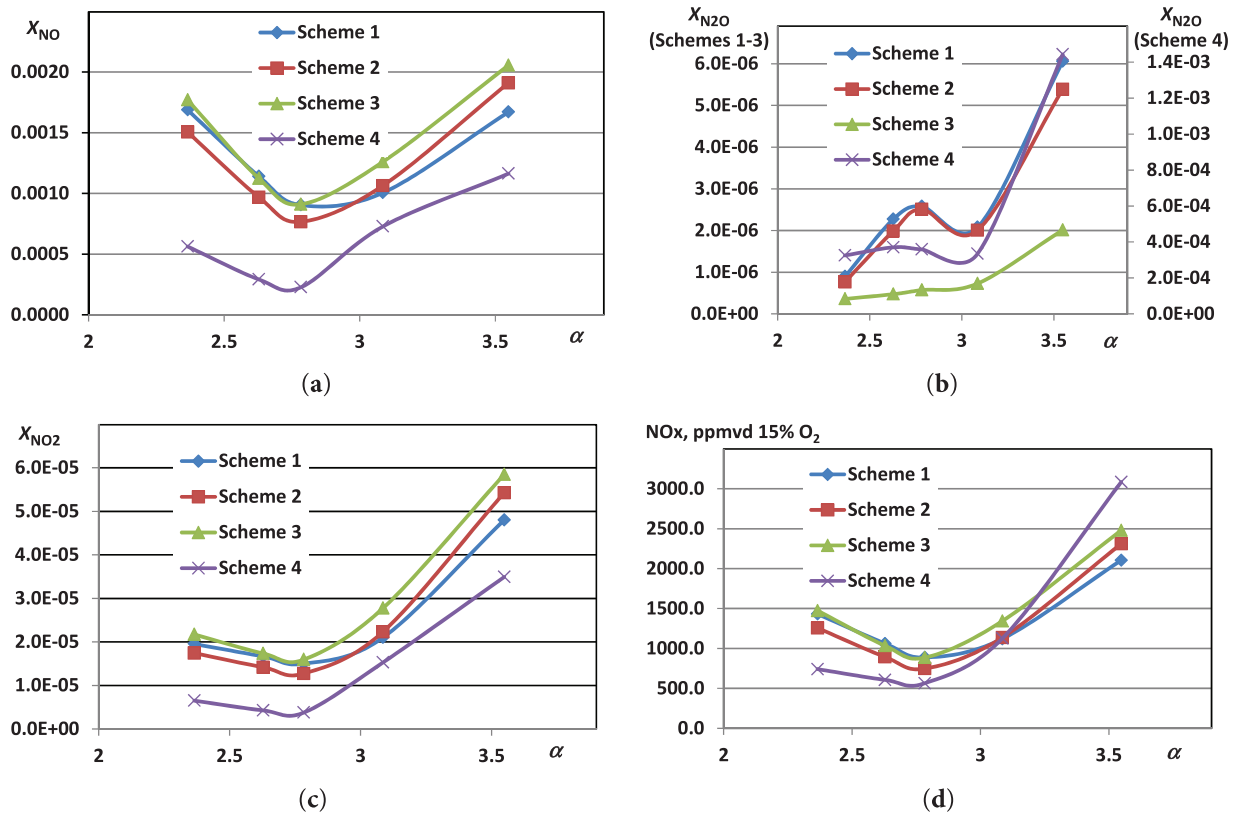 X_NO
0.0020
0.0015
0.0010
0.0005
0.0000
2 2.5 3 3.5 α
Scheme 1
Scheme 2
Scheme 3
Scheme 4
(a)
X_N2O
(Schemes 1-3)
X_N2O
(Scheme 4)
6.0E-06
5.0E-06
4.0E-06
3.0E-06
2.0E-06
1.0E-06
0.0E+00
Scheme 1
Scheme 2
Scheme 3
Scheme 4
1.4E-03
1.2E-03
1.0E-03
8.0E-04
6.0E-04
4.0E-04
2.0E-04
0.0E+00
2 2.5 3 3.5 α
(b)
X_NO2
6.0E-05
5.0E-05
4.0E-05
3.0E-05
2.0E-05
1.0E-05
0.0E+00
Scheme 1
Scheme 2
Scheme 3
Scheme 4
2 2.5 3 3.5 α
(c)
NOx, ppmvd 15% O₂
3000.0
2500.0
2000.0
1500.0
1000.0
500.0
0.0
Scheme 1
Scheme 2
Scheme 3
Scheme 4
2 2.5 3 3.5 α
(d)